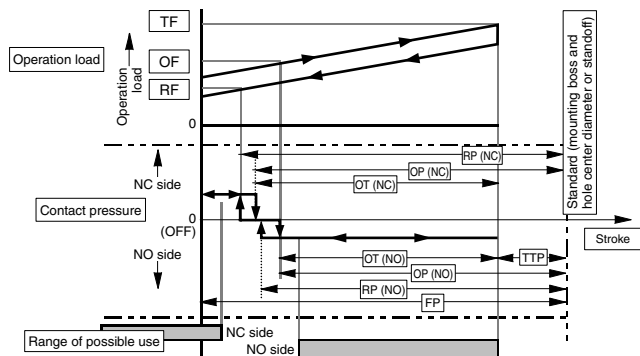 TF
Operation load
OF
Operation
load
RF
0
Standard (mounting boss and
hole center diameter or standoff)
RP (NC)
OP (NC)
NC side
OT (NC)
Contact pressure
0
(OFF)
Stroke
NO side
OT (NO)
TTP
OP (NO)
RP (NO)
FP
NC side
Range of possible use
NO side